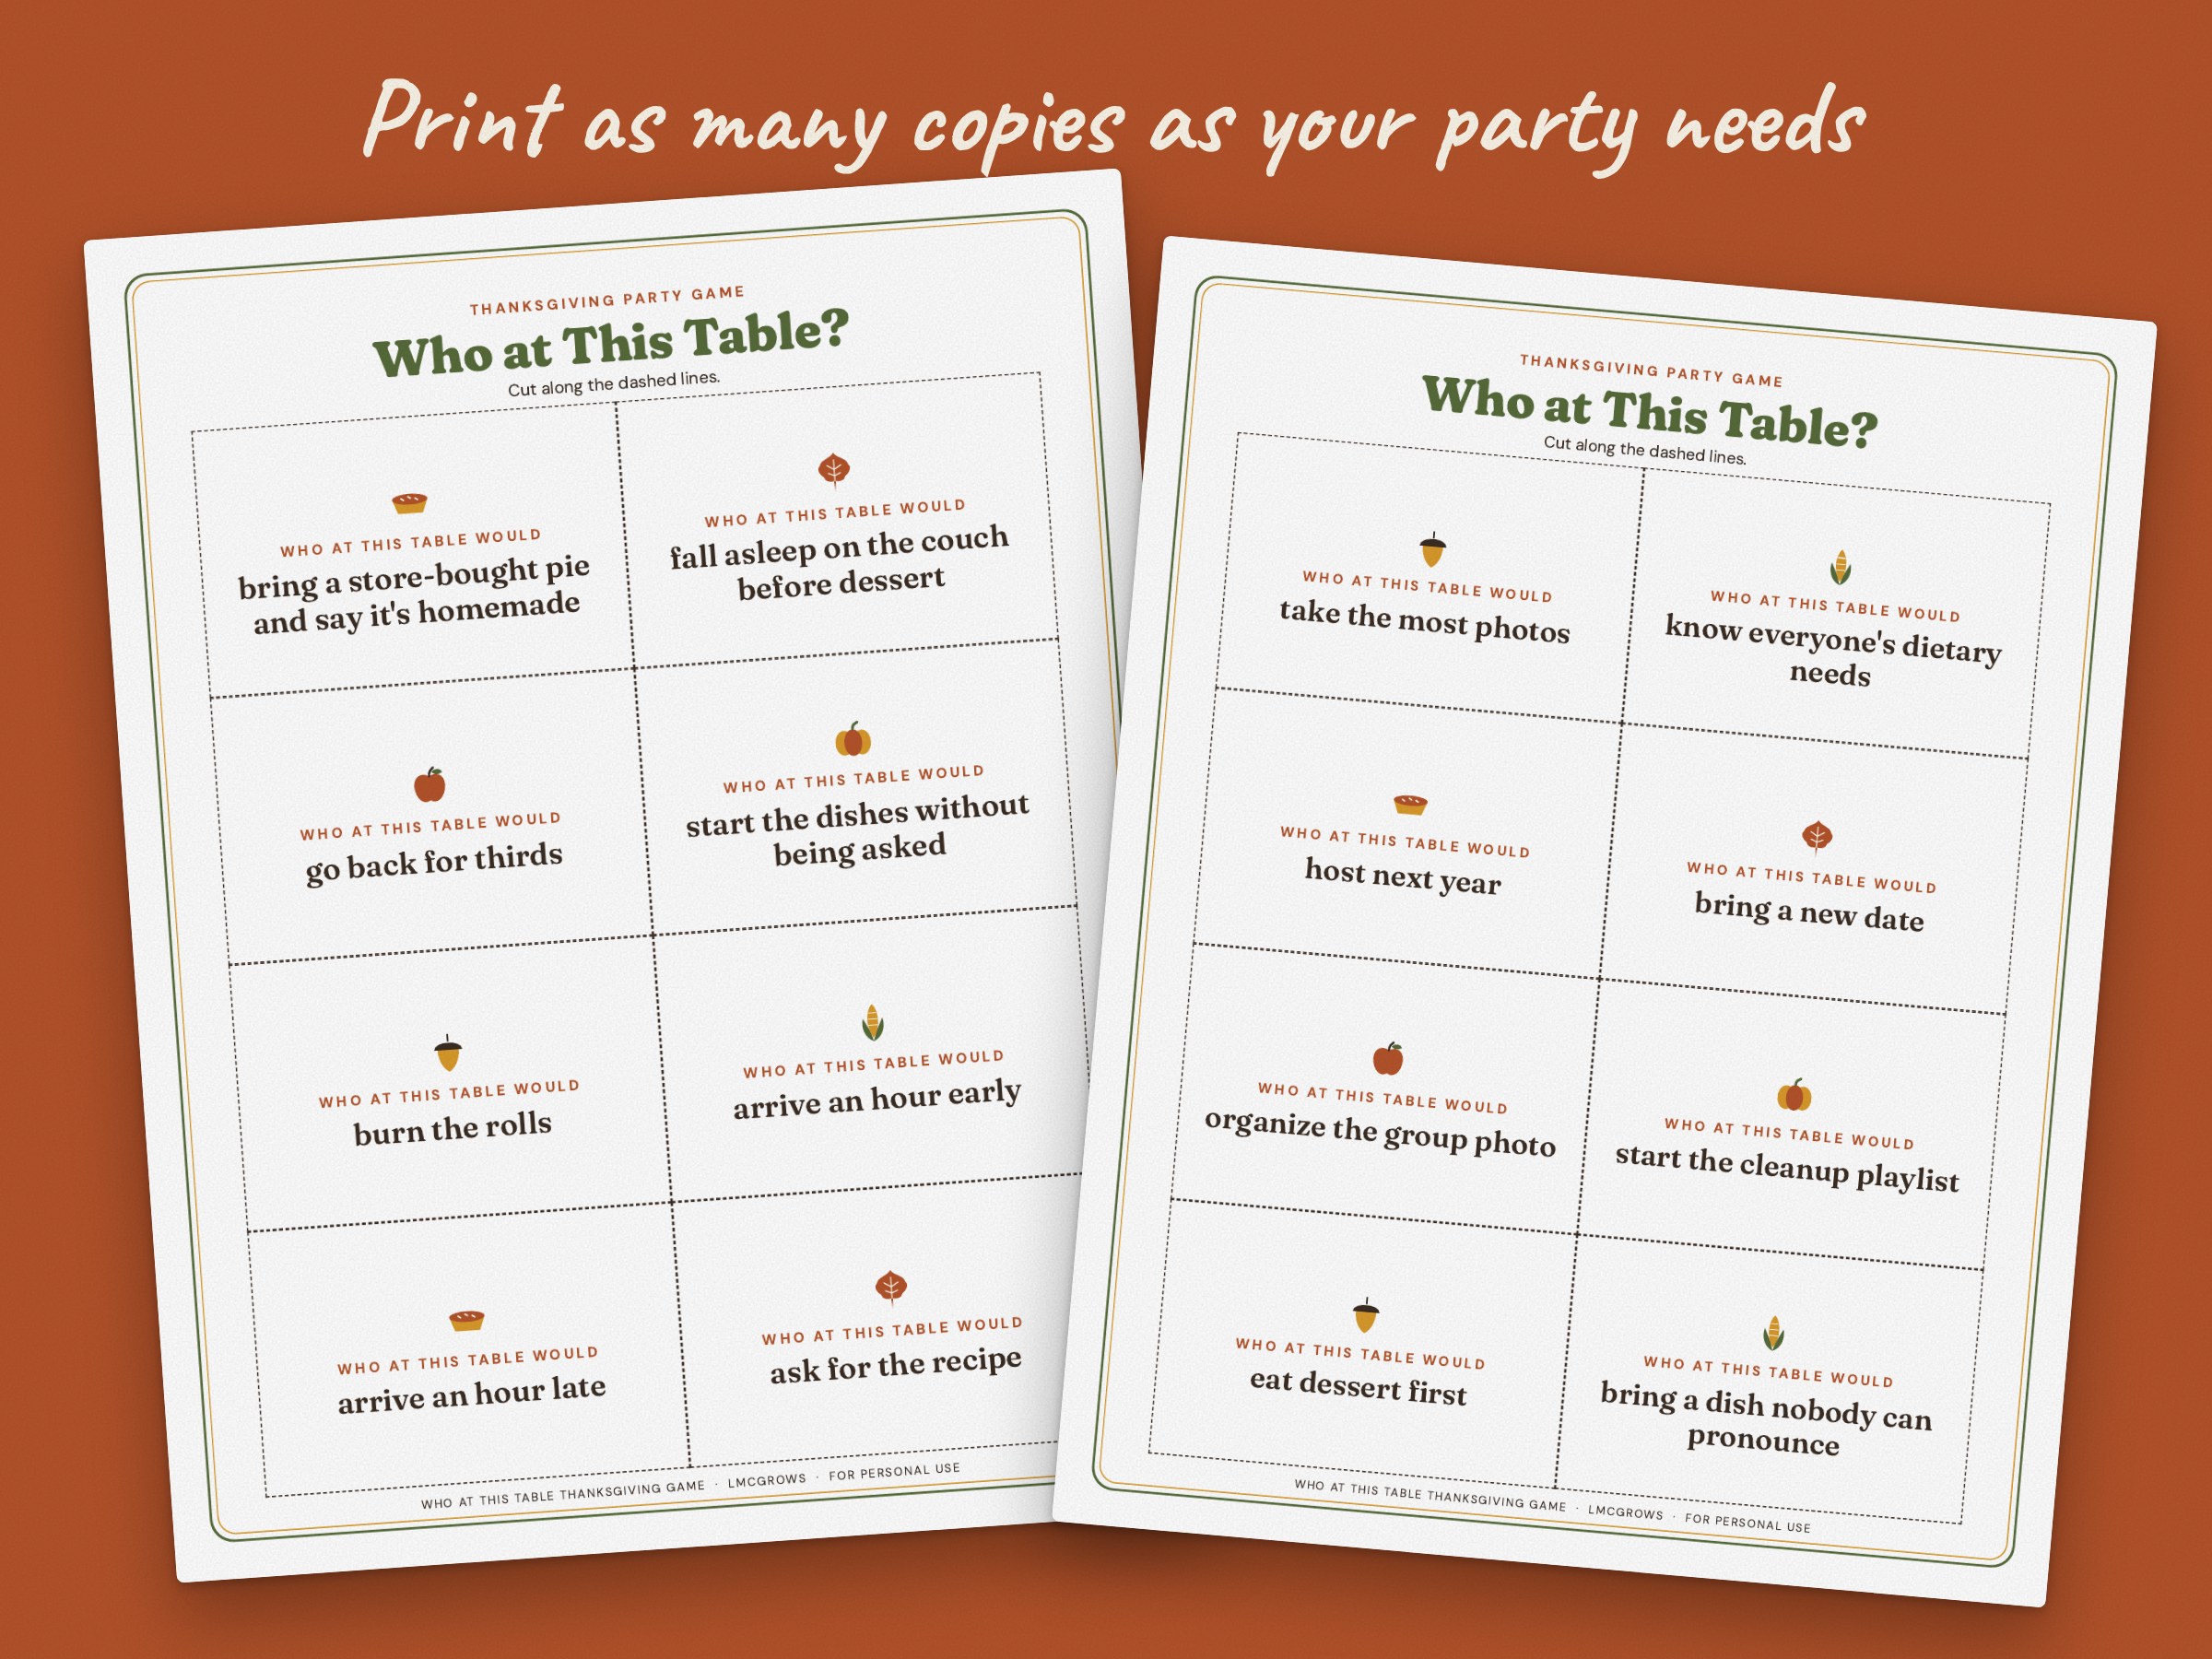 Print as many copies as your party needs
THANKSGIVING PARTY GAME
Who at This Table?
Cut along the dashed lines.
WHO AT THIS TABLE WOULD
bring a store-bought pie
and say it's homemade
WHO AT THIS TABLE WOULD
fall asleep on the couch
before dessert
WHO AT THIS TABLE WOULD
go back for thirds
WHO AT THIS TABLE WOULD
start the dishes without
being asked
WHO AT THIS TABLE WOULD
burn the rolls
WHO AT THIS TABLE WOULD
arrive an hour early
WHO AT THIS TABLE WOULD
arrive an hour late
WHO AT THIS TABLE WOULD
ask for the recipe
WHO AT THIS TABLE THANKSGIVING GAME · LMCGROWS · FOR PERSONAL USE
THANKSGIVING PARTY GAME
Who at This Table?
Cut along the dashed lines.
WHO AT THIS TABLE WOULD
take the most photos
WHO AT THIS TABLE WOULD
know everyone's dietary
needs
WHO AT THIS TABLE WOULD
host next year
WHO AT THIS TABLE WOULD
bring a new date
WHO AT THIS TABLE WOULD
organize the group photo
WHO AT THIS TABLE WOULD
start the cleanup playlist
WHO AT THIS TABLE WOULD
eat dessert first
WHO AT THIS TABLE WOULD
bring a dish nobody can
pronounce
WHO AT THIS TABLE THANKSGIVING GAME · LMCGROWS · FOR PERSONAL USE